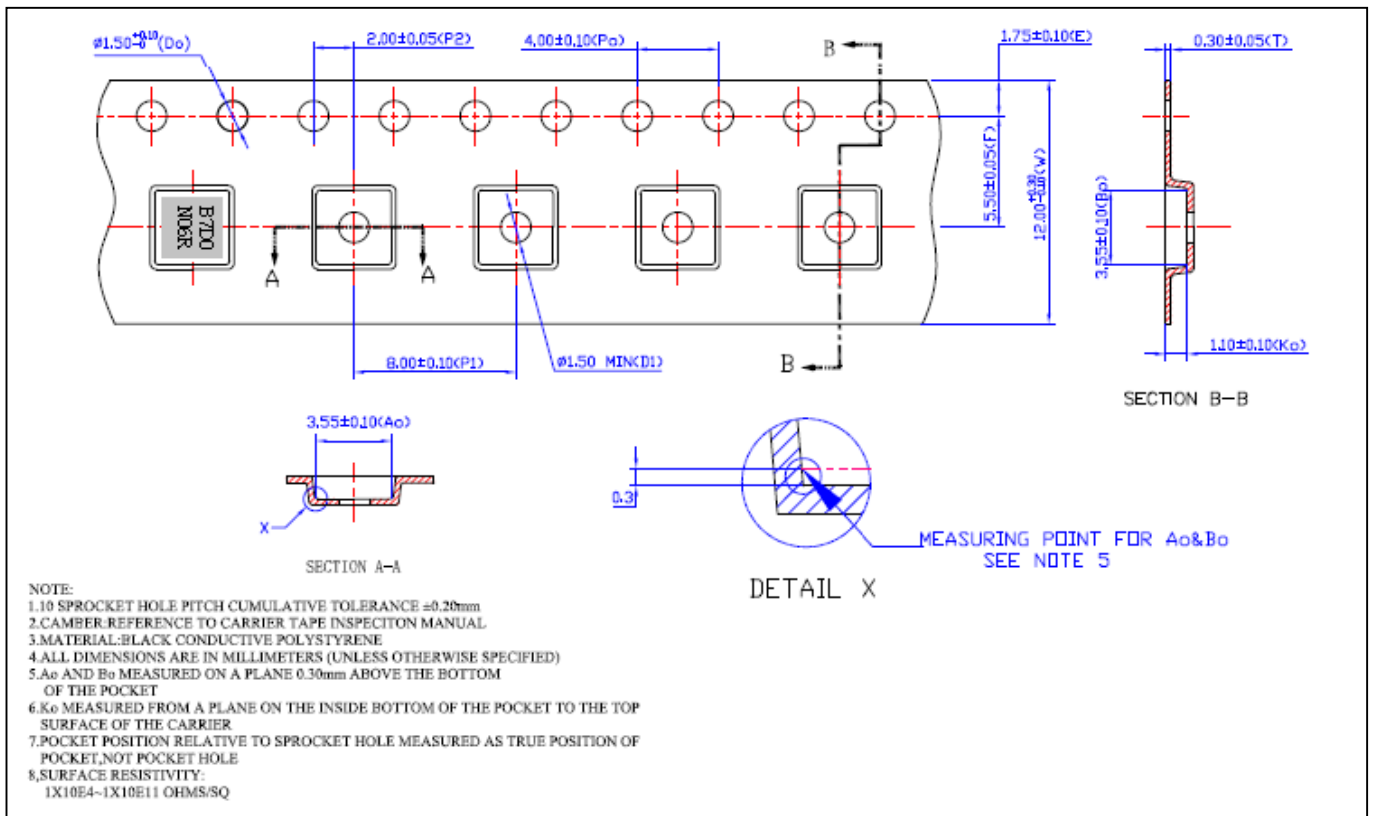 ø1.50+0.10-0(Do)
2.00±0.05(P2)
4.00±0.10(Po)
B
1.75±0.10(E)
0.30±0.05(T)
5.50±0.05(F)
12.00+0.30-0.10(W)
3.55±0.10(Bo)
B7D0
N06R
A
A
8.00±0.10(P1)
ø1.50 MIN(D1)
B
1.10±0.10(Ko)
SECTION B-B
3.55±0.10(Ao)
X
SECTION A-A
0.3
MEASURING POINT FOR Ao&Bo
SEE NOTE 5
DETAIL X
NOTE:
1.10 SPROCKET HOLE PITCH CUMULATIVE TOLERANCE ±0.20mm
2.CAMBER:REFERENCE TO CARRIER TAPE INSPECITON MANUAL
3.MATERIAL:BLACK CONDUCTIVE POLYSTYRENE
4.ALL DIMENSIONS ARE IN MILLIMETERS (UNLESS OTHERWISE SPECIFIED)
5.Ao AND Bo MEASURED ON A PLANE 0.30mm ABOVE THE BOTTOM
OF THE POCKET
6.Ko MEASURED FROM A PLANE ON THE INSIDE BOTTOM OF THE POCKET TO THE TOP
SURFACE OF THE CARRIER
7.POCKET POSITION RELATIVE TO SPROCKET HOLE MEASURED AS TRUE POSITION OF
POCKET,NOT POCKET HOLE
8,SURFACE RESISTIVITY:
1X10E4~1X10E11 OHMS/SQ